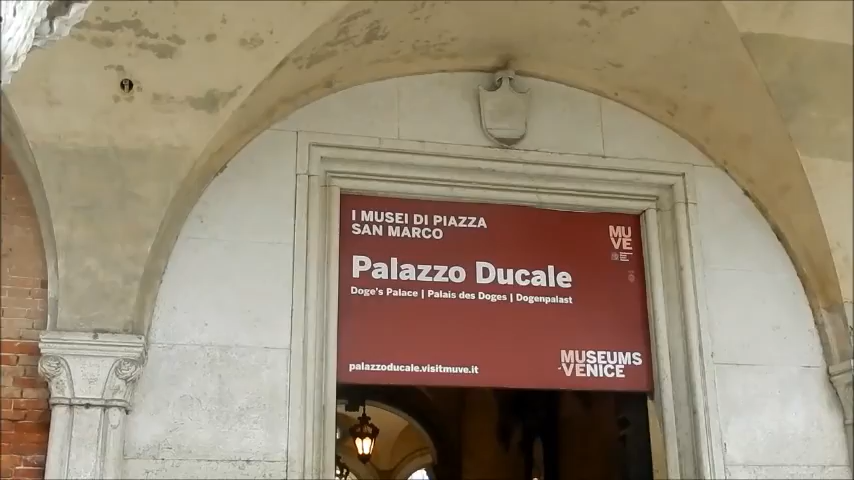 I MUSEI DI PIAZZA
SAN MARCO
MU
VE
Palazzo Ducale
Doge's Palace | Palais des Doges | Dogenpalast
palazzoducale.visitmuve.it
MUSEUMS
VENICE